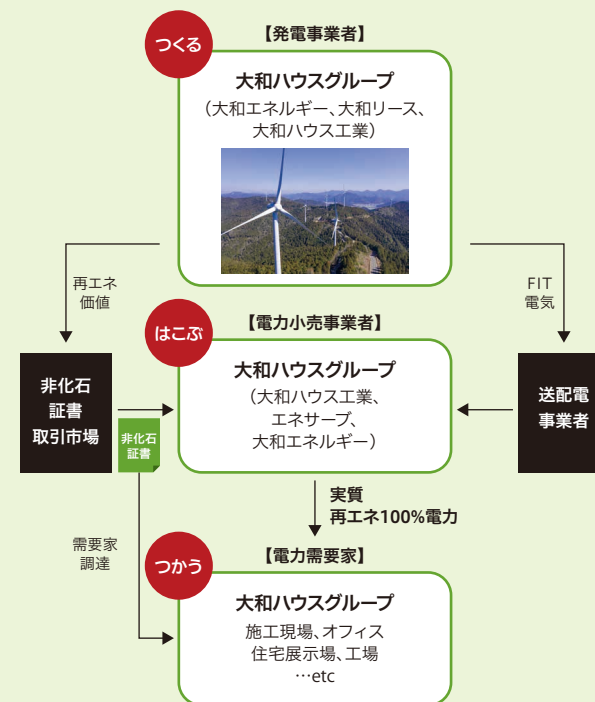 つくる
【発電事業者】
大和ハウスグループ
（大和エネルギー、大和リース、
大和ハウス工業）
再エネ
価値
FIT
電気
はこぶ
【電力小売事業者】
大和ハウスグループ
（大和ハウス工業、
エネサーブ、
大和エネルギー）
非化石
証書
取引市場
非化石
証書
送配電
事業者
実質
再エネ100%電力
需要家
調達
つかう
【電力需要家】
大和ハウスグループ
施工現場、オフィス
住宅展示場、工場
…etc